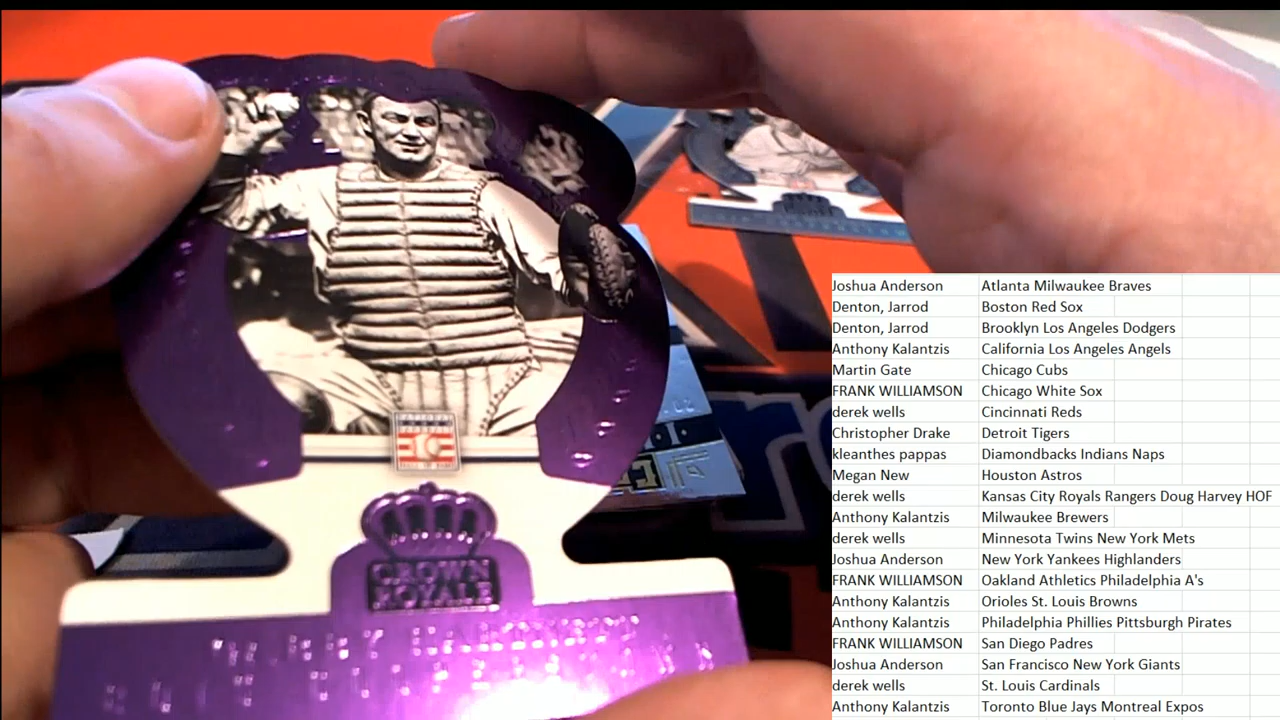 CROWN
ROYALE
Joshua Anderson Atlanta Milwaukee Braves
Denton, Jarrod Boston Red Sox
Denton, Jarrod Brooklyn Los Angeles Dodgers
Anthony Kalantzis California Los Angeles Angels
Martin Gate Chicago Cubs
FRANK WILLIAMSON Chicago White Sox
derek wells Cincinnati Reds
Christopher Drake Detroit Tigers
kleanthes pappas Diamondbacks Indians Naps
Megan New Houston Astros
derek wells Kansas City Royals Rangers Doug Harvey HOF
Anthony Kalantzis Milwaukee Brewers
derek wells Minnesota Twins New York Mets
Joshua Anderson New York Yankees Highlanders
FRANK WILLIAMSON Oakland Athletics Philadelphia A's
Anthony Kalantzis Orioles St. Louis Browns
Anthony Kalantzis Philadelphia Phillies Pittsburgh Pirates
FRANK WILLIAMSON San Diego Padres
Joshua Anderson San Francisco New York Giants
derek wells St. Louis Cardinals
Anthony Kalantzis Toronto Blue Jays Montreal Expos